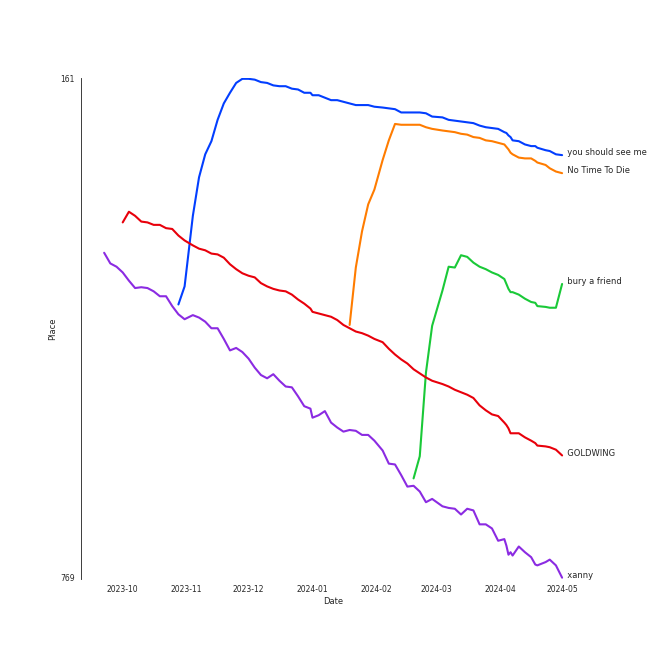 161
you should see me
No Time To Die
bury a friend
Place
GOLDWING
xanny
769
2023-10 2023-11 2023-12 2024-01 2024-02 2024-03 2024-04 2024-05
Date